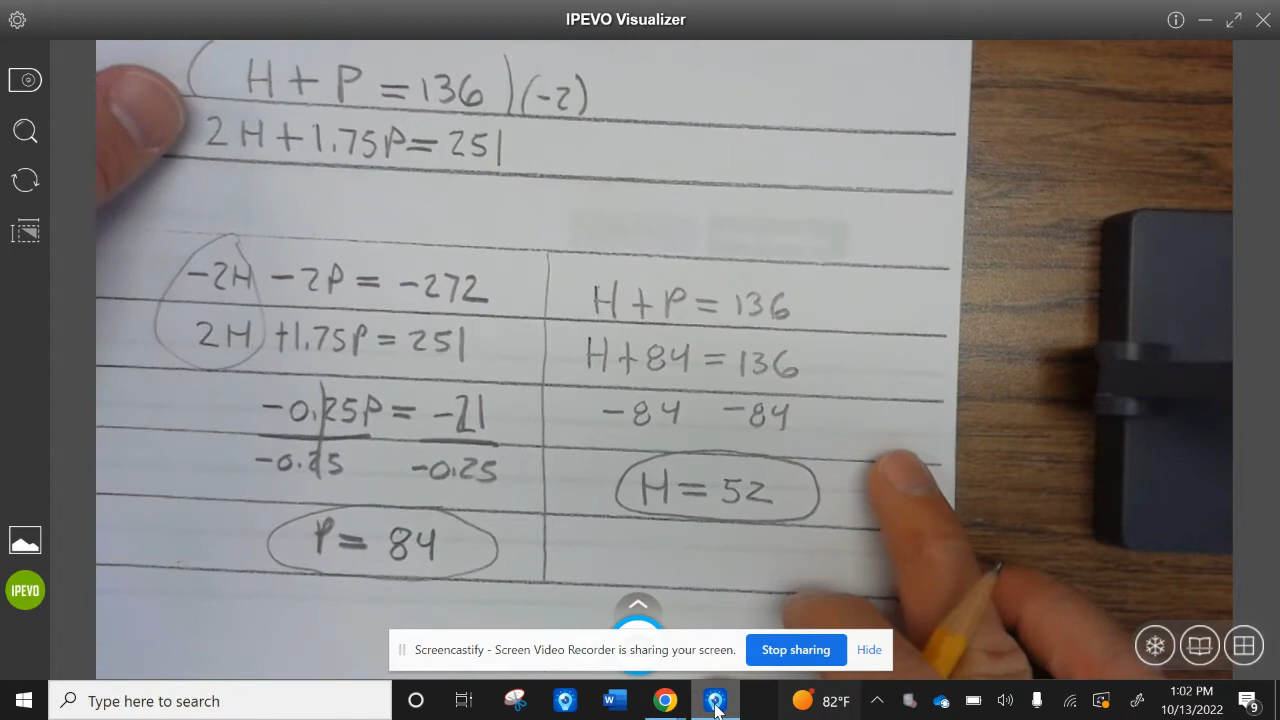 IPEVO Visualizer
( H + P = 136 ) (-2)
2H + 1.75P = 251
-2H - 2P = -272
2H + 1.75P = 251
-0.25P = -21
-0.25 -0.25
P = 84
H + P = 136
H + 84 = 136
-84 -84
H = 52
IPEVO
Screencastify - Screen Video Recorder is sharing your screen.
Stop sharing
Hide
Type here to search
82°F
1:02 PM
10/13/2022
9